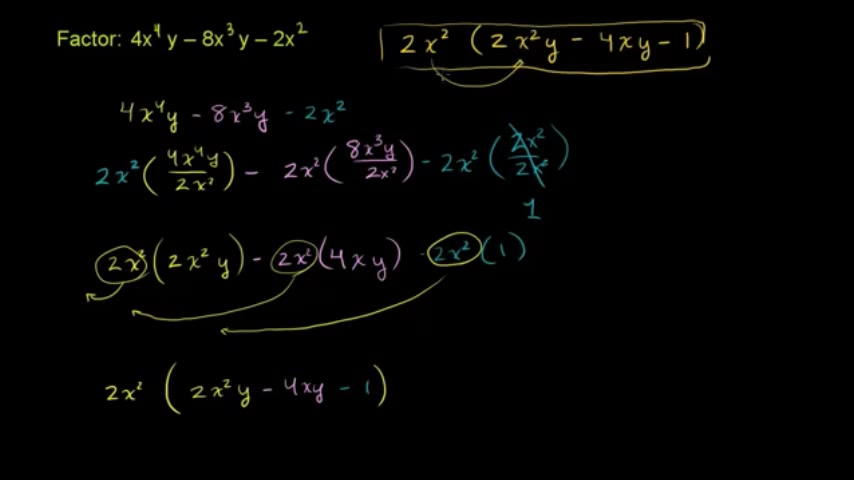 Factor: 4x⁴y – 8x³y – 2x²
2x² (2x²y – 4xy – 1)
4x⁴y – 8x³y – 2x²
2x² (4x⁴y / 2x²) – 2x² (8x³y / 2x²) – 2x² (2x² / 2x²)
1
2x² (2x²y) – 2x² (4xy) – 2x² (1)
2x² (2x²y – 4xy – 1)